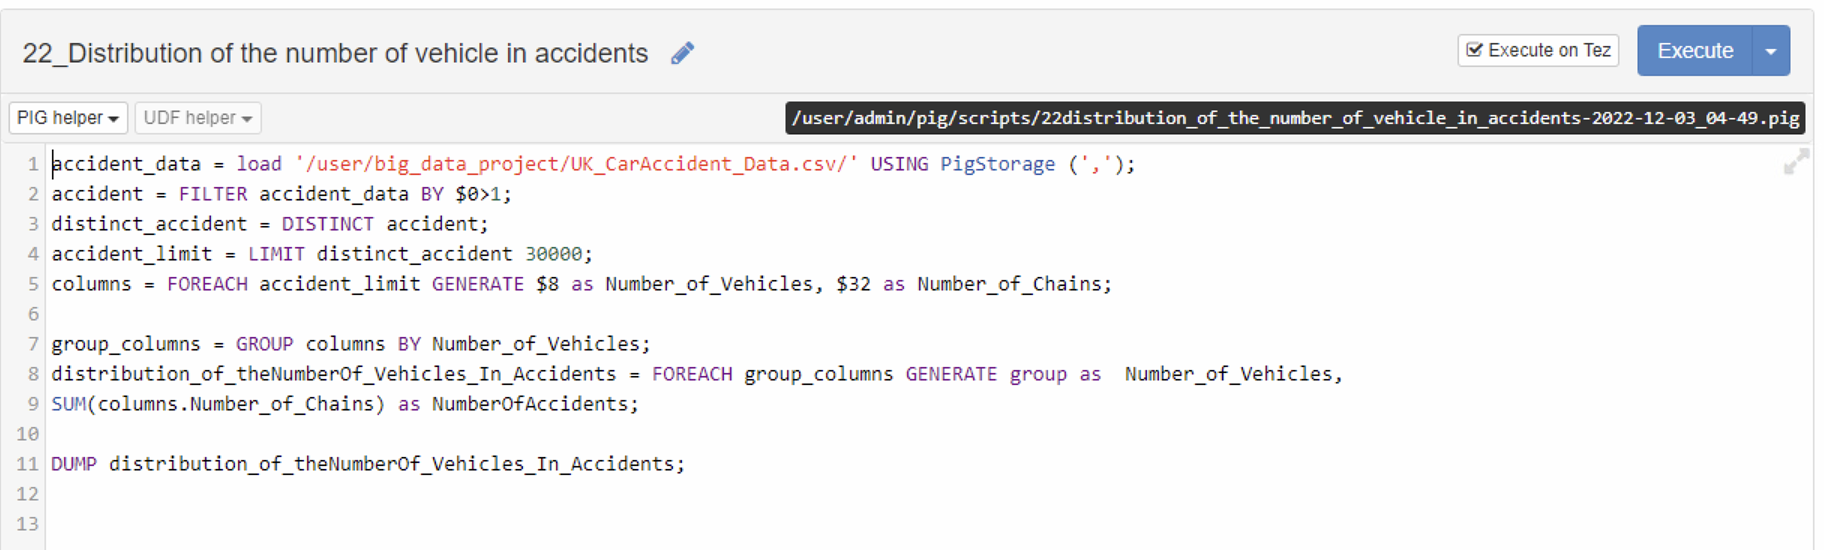 22_Distribution of the number of vehicle in accidents
Execute on Tez
Execute
PIG helper
UDF helper
/user/admin/pig/scripts/22distribution_of_the_number_of_vehicle_in_accidents-2022-12-03_04-49.pig
1 accident_data = load '/user/big_data_project/UK_CarAccident_Data.csv/' USING PigStorage (',');
2 accident = FILTER accident_data BY $0>1;
3 distinct_accident = DISTINCT accident;
4 accident_limit = LIMIT distinct_accident 30000;
5 columns = FOREACH accident_limit GENERATE $8 as Number_of_Vehicles, $32 as Number_of_Chains;
6
7 group_columns = GROUP columns BY Number_of_Vehicles;
8 distribution_of_theNumberOf_Vehicles_In_Accidents = FOREACH group_columns GENERATE group as  Number_of_Vehicles,
9 SUM(columns.Number_of_Chains) as NumberOfAccidents;
10
11 DUMP distribution_of_theNumberOf_Vehicles_In_Accidents;
12
13